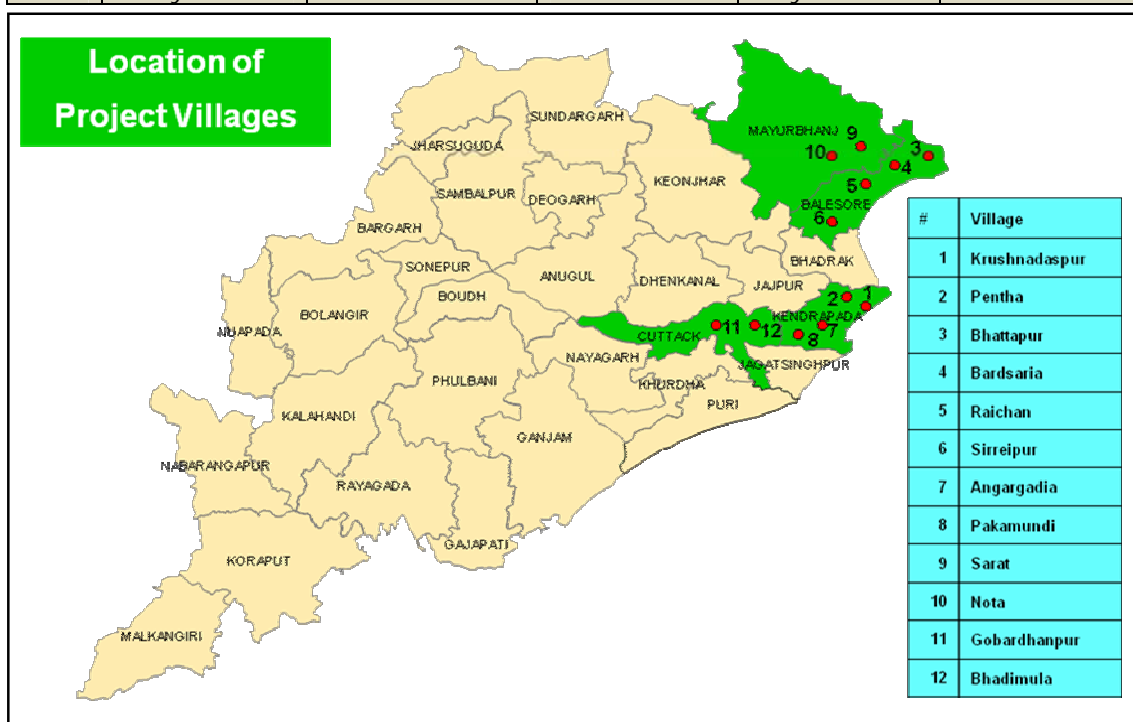 Location of
Project Villages
SUNDARGARH
MAYURBHANJ
9
10
3
4
JHARSUGUDA
KEONJHAR
5
SAMBALPUR
DEOGARH
BALESORE
6
BARGARH
BHADRAK
SONEPUR
ANUGUL
DHENKANAL
JAJPUR
BOUDH
2
1
BOLANGIR
KENDRAPADA
NUAPADA
CUTTACK
11
12
8
7
NAYAGARH
JAGATSINGHPUR
PHULBANI
KHURDHA
PURI
KALAHANDI
GANJAM
NABARANGAPUR
RAYAGADA
GAJAPATI
KORAPUT
MALKANGIRI
# Village
1 Krushnadaspur
2 Pentha
3 Bhattapur
4 Bardsaria
5 Raichan
6 Sirreipur
7 Angargadia
8 Pakamundi
9 Sarat
10 Nota
11 Gobardhanpur
12 Bhadimula